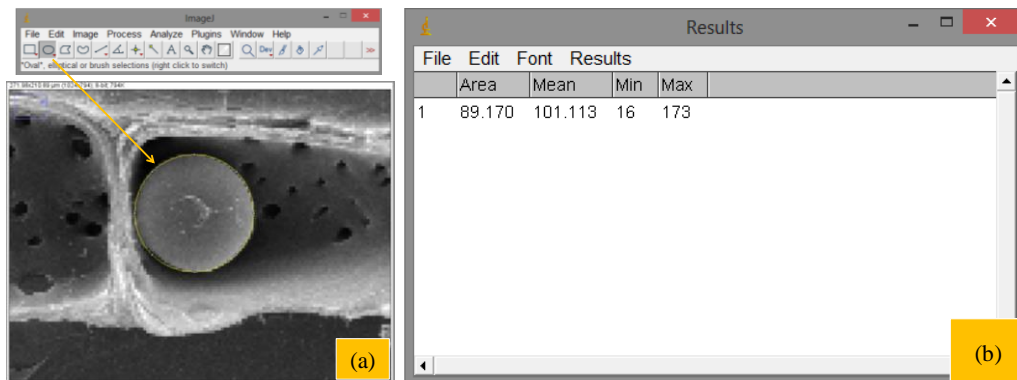 ImageJ
File Edit Image Process Analyze Plugins Window Help
A Dev >>
"Oval", elliptical or brush selections (right click to switch)
(a)
Results
File Edit Font Results
Area Mean Min Max
1 89.170 101.113 16 173
(b)